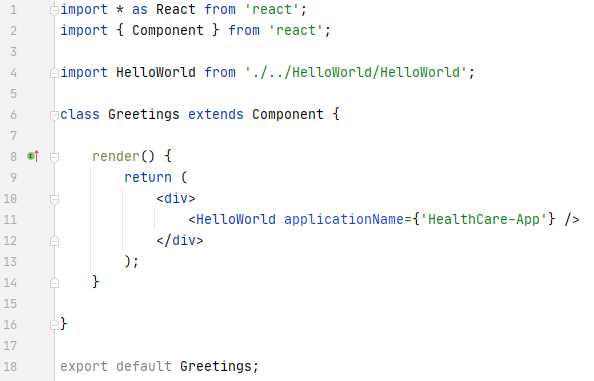 1 import * as React from 'react';
2 import { Component } from 'react';
3
4 import HelloWorld from './../HelloWorld/HelloWorld';
5
6 class Greetings extends Component {
7
8     render() {
9         return (
10             <div>
11                 <HelloWorld applicationName={'HealthCare-App'} />
12             </div>
13         );
14     }
15
16 }
17
18 export default Greetings;